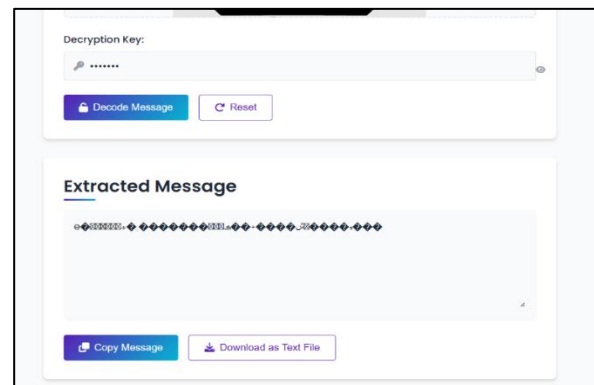 Decryption Key:
Decode Message
Reset
Extracted Message
Copy Message
Download as Text File